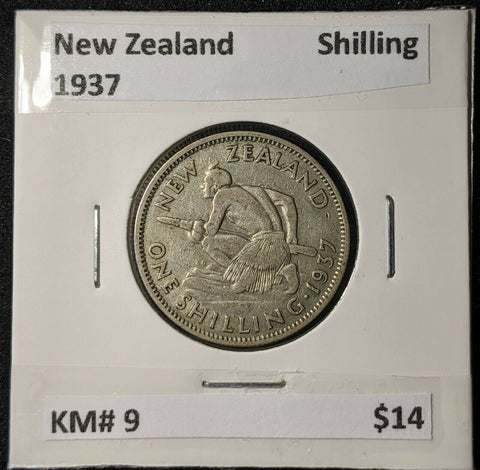 New Zealand Shilling
1937
NEW ZEALAND
ONE SHILLING · 1937
KM# 9 $14